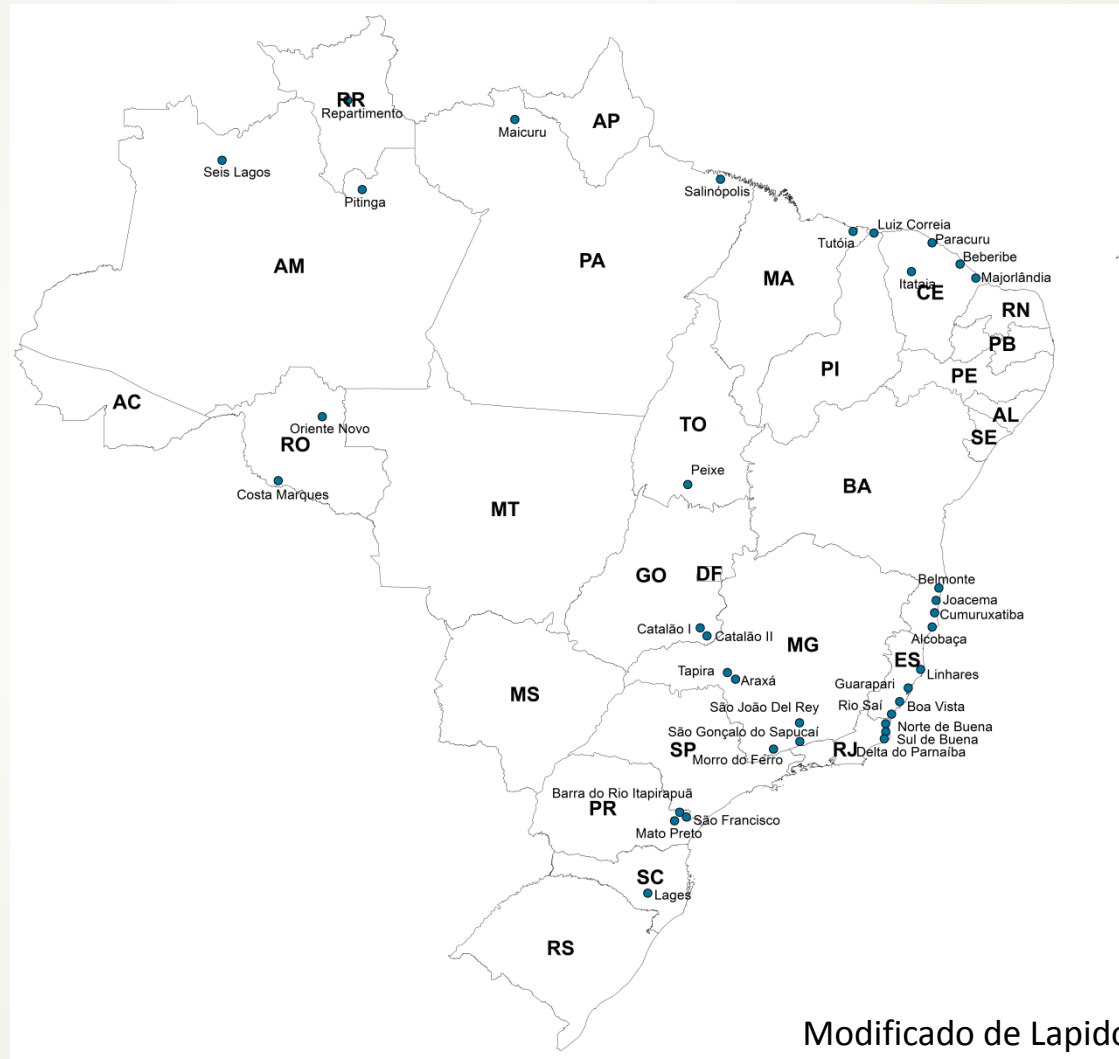 RR
Repartimento
AP
Maicuru
Seis Lagos
Salinópolis
Pitinga
Luiz Correia
Tutóia
Paracuru
Beberibe
AM
PA
MA
Itataia
Majorlândia
CE
RN
PB
PI
PE
AC
Oriente Novo
TO
AL
RO
SE
Peixe
Costa Marques
BA
MT
GO
DF
Belmonte
Joacema
Cumuruxatiba
Catalão I
Catalão II
Alcobaça
MG
ES
Tapira
Linhares
Araxá
Guarapari
MS
São João Del Rey
Rio Saí
Boa Vista
São Gonçalo do Sapucaí
Norte de Buena
SP
RJ
Sul de Buena
Morro do Ferro
Delta do Parnaíba
Barra do Rio Itapirapuã
PR
São Francisco
Mato Preto
SC
Lages
RS
Modificado de